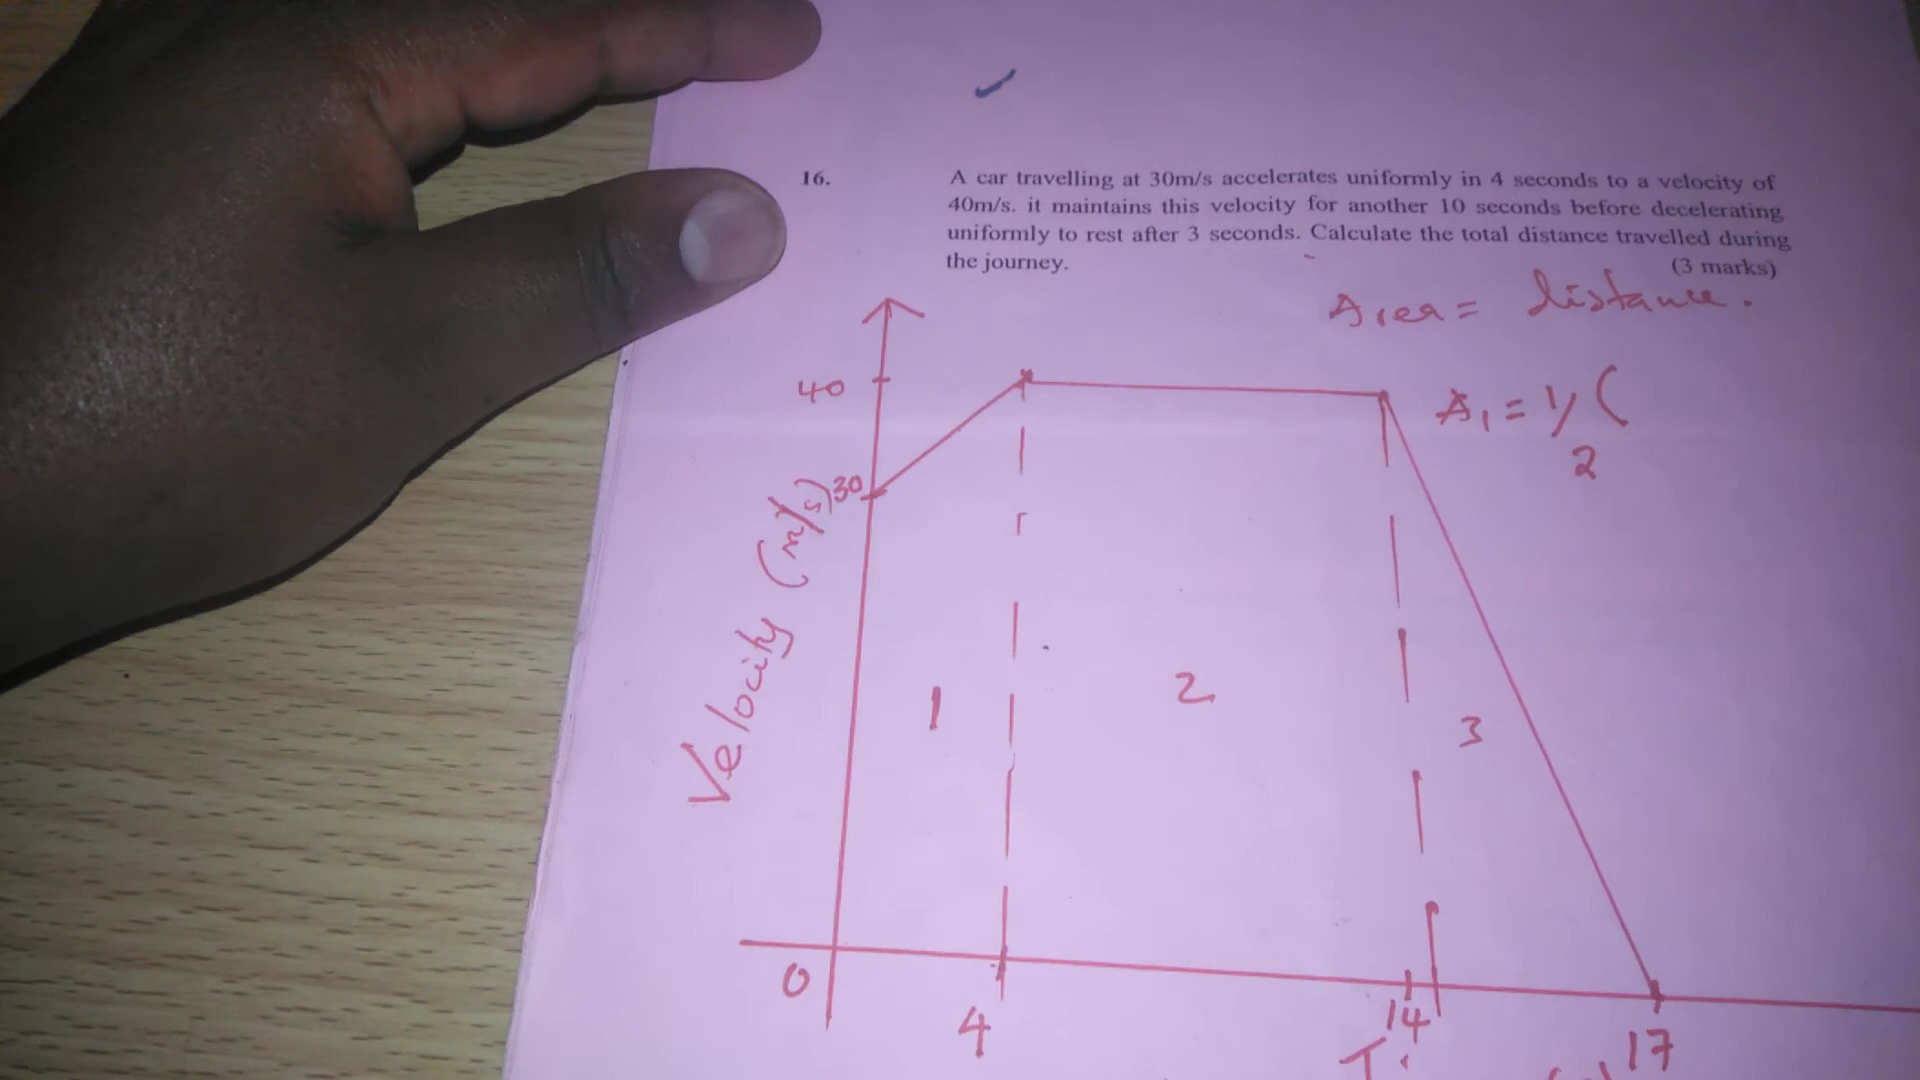 16. A car travelling at 30m/s accelerates uniformly in 4 seconds to a velocity of
40m/s. it maintains this velocity for another 10 seconds before decelerating
uniformly to rest after 3 seconds. Calculate the total distance travelled during
the journey. (3 marks)
Area = distance.
40
A₁ = 1/2 (
30
Velocity (m/s)
1
2
3
0
4
14
17